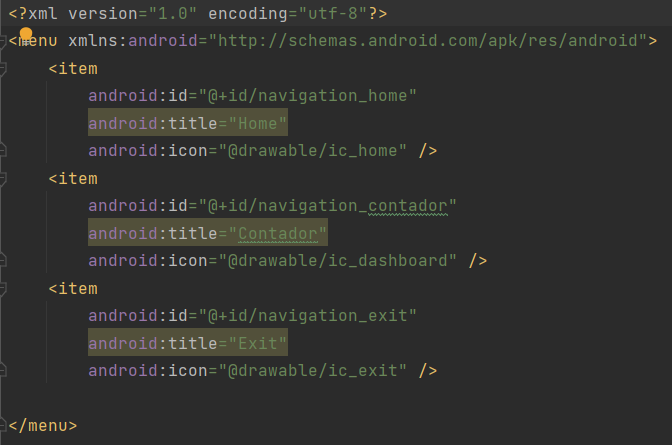 <?xml version="1.0" encoding="utf-8"?>
<menu xmlns:android="http://schemas.android.com/apk/res/android">
    <item
        android:id="@+id/navigation_home"
        android:title="Home"
        android:icon="@drawable/ic_home" />
    <item
        android:id="@+id/navigation_contador"
        android:title="Contador"
        android:icon="@drawable/ic_dashboard" />
    <item
        android:id="@+id/navigation_exit"
        android:title="Exit"
        android:icon="@drawable/ic_exit" />
</menu>